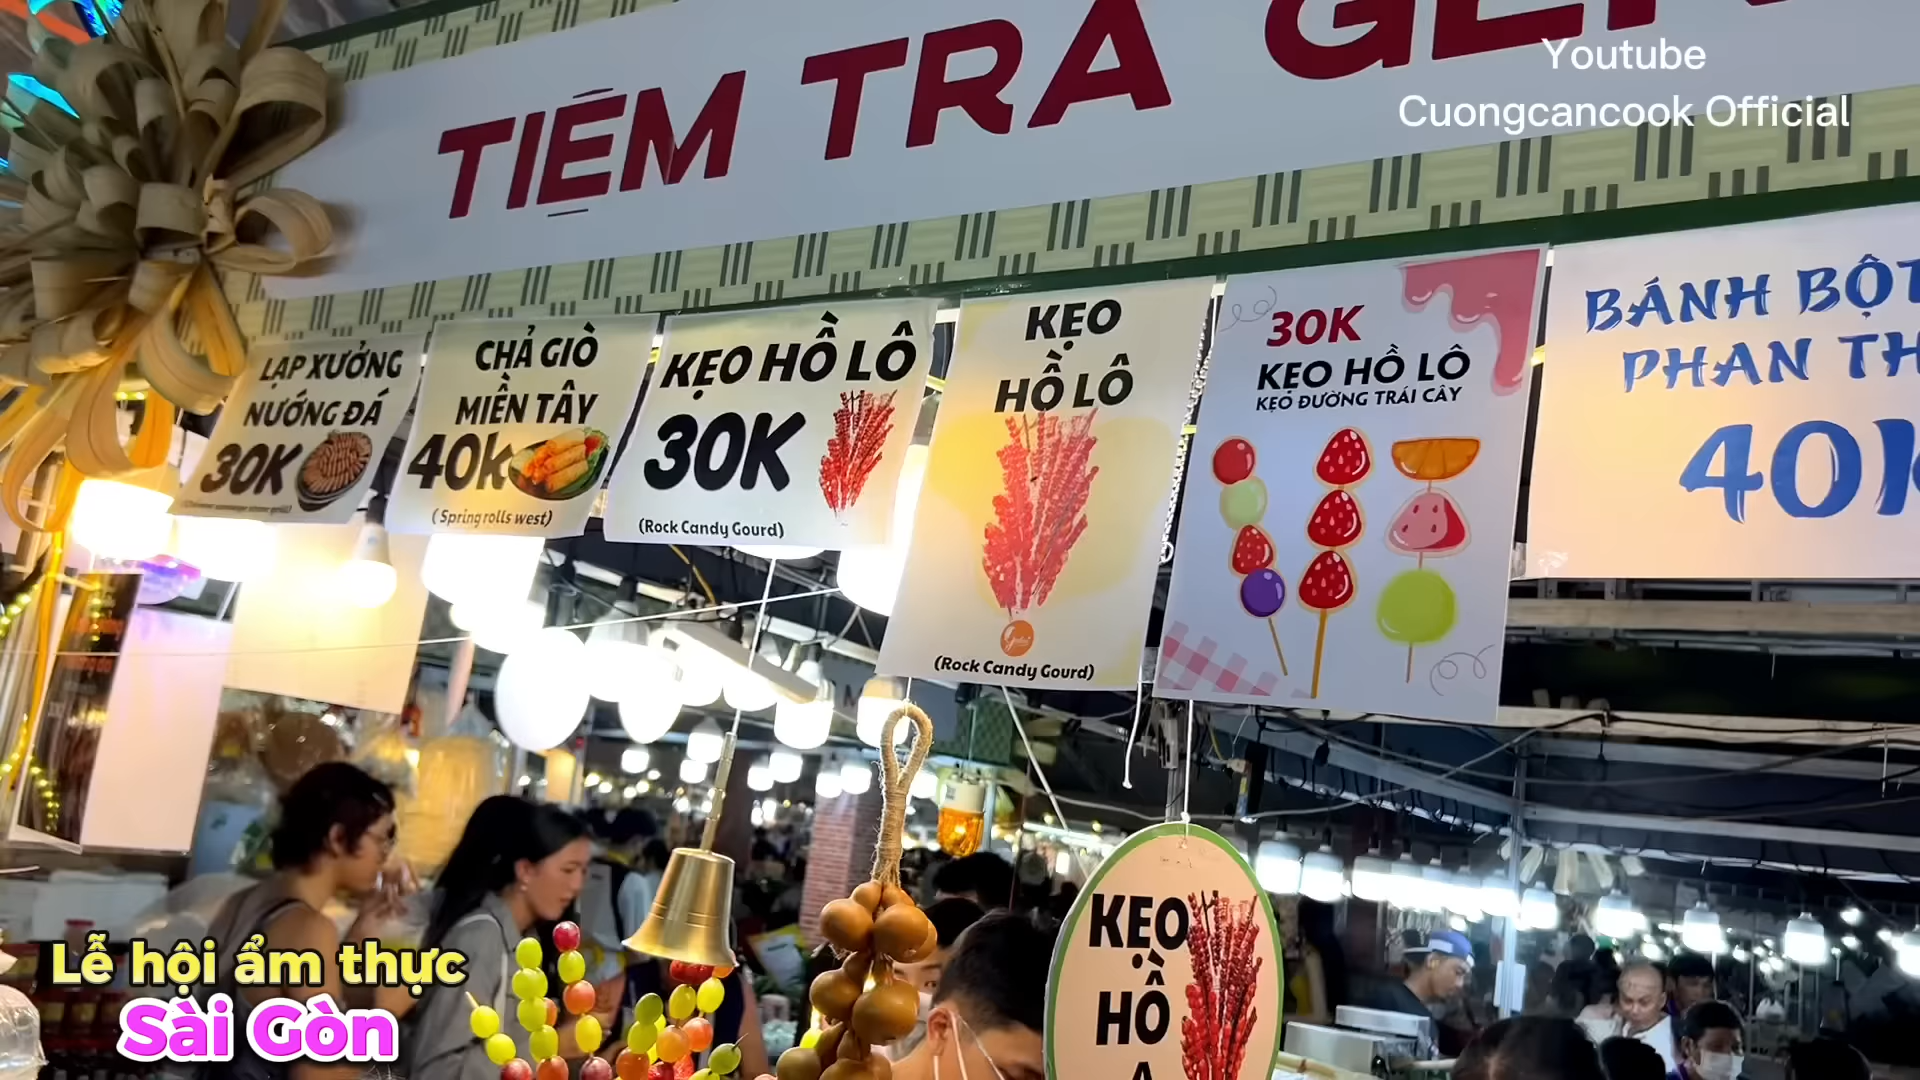 TIỆM TRÀ
Youtube
Cuongcancook Official
LẠP XƯỞNG
NƯỚNG ĐÁ
30K
CHẢ GIÒ
MIỀN TÂY
40K
( Spring rolls west)
KẸO HỒ LÔ
30K
(Rock Candy Gourd)
KẸO
HỒ LÔ
(Rock Candy Gourd)
30K
KẸO HỒ LÔ
KẸO ĐƯỜNG TRÁI CÂY
BÁNH BỘT
PHAN
40K
KẸO
HỒ
Lễ hội ẩm thực
Sài Gòn